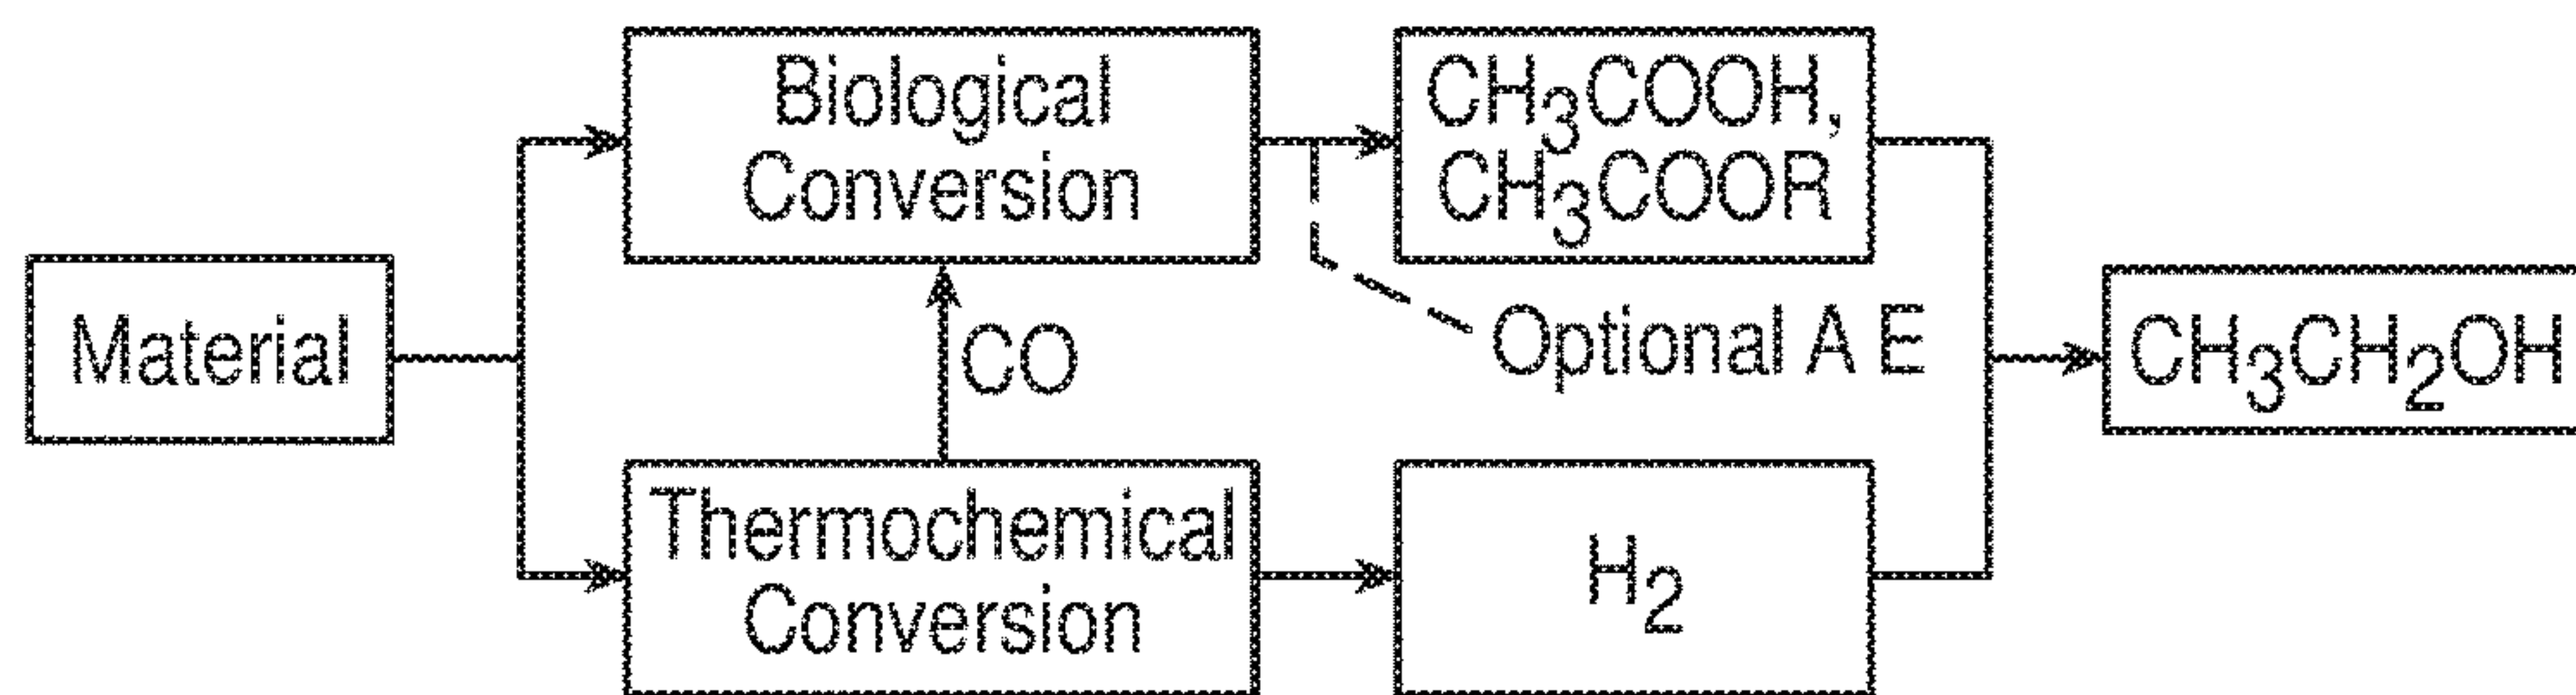 Material
Biological
Conversion
CO
Thermochemical
Conversion
CH3COOH,
CH3COOR
Optional A E
H2
CH3CH2OH